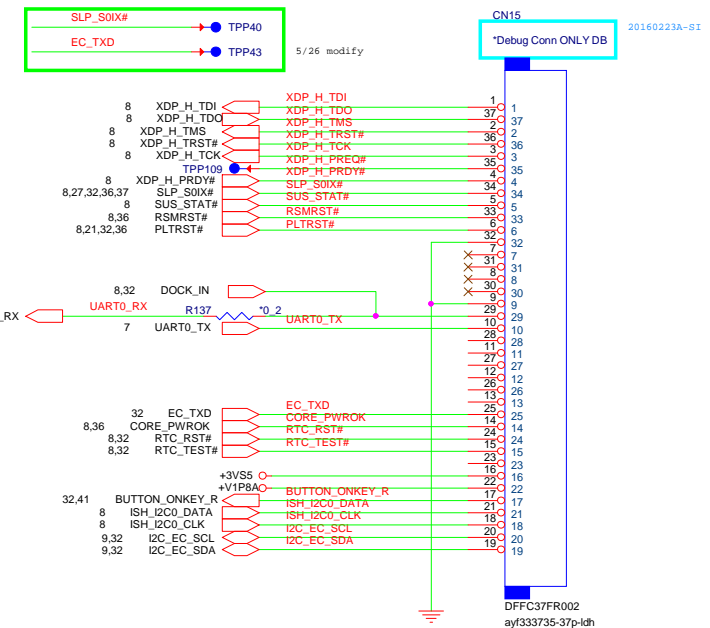 SLP_S0IX# TPP40
EC_TXD TPP43
5/26 modify
CN15
*Debug Conn ONLY DB
20160223A-SI
8 XDP_H_TDI XDP_H_TDI 1 1
XDP_H_TDO XDP_H_TDO 37 37
8 XDP_H_TMS XDP_H_TMS 2 2
8 XDP_H_TRST# XDP_H_TRST# 36 36
8 XDP_H_TCK XDP_H_TCK 3 3
TPP109 XDP_H_PREQ# 35 35
8 XDP_H_PRDY# XDP_H_PRDY# 4 4
8,27,32,36,37 SLP_S0IX# SLP_S0IX# 34 34
8 SUS_STAT# SUS_STAT# 5 5
8,36 RSMRST# RSMRST# 33 33
8,21,32,36 PLTRST# PLTRST# 6 6
32 32
7 7
31 31
8 8
8,32 DOCK_IN 30 30
9 9
_RX UART0_RX R137 *0_2 29 29
7 UART0_TX UART0_TX 10 10
28 28
11 11
27 27
12 12
26 26
13 13
32 EC_TXD EC_TXD 25 25
8,36 CORE_PWROK CORE_PWROK 14 14
8,32 RTC_RST# RTC_RST# 24 24
8,32 RTC_TEST# RTC_TEST# 15 15
23 23
+3VS5 16 16
+V1P8A 22 22
32,41 BUTTON_ONKEY_R BUTTON_ONKEY_R 17 17
8 ISH_I2C0_DATA ISH_I2C0_DATA 21 21
8 ISH_I2C0_CLK ISH_I2C0_CLK 18 18
9,32 I2C_EC_SCL I2C_EC_SCL 20 20
9,32 I2C_EC_SDA I2C_EC_SDA 19 19
DFFC37FR002
ayf333735-37p-ldh